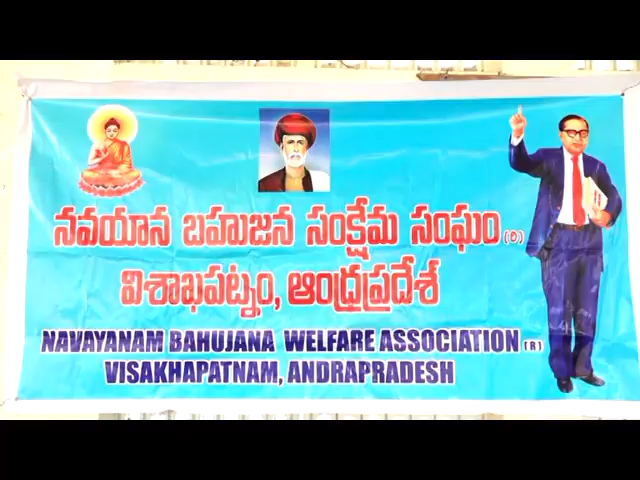 నవయాన బహుజన సంక్షేమ సంఘం (రి)
విశాఖపట్నం, ఆంధ్రప్రదేశ్
NAVAYANAM BAHUJANA WELFARE ASSOCIATION (R)
VISAKHAPATNAM, ANDRAPRADESH